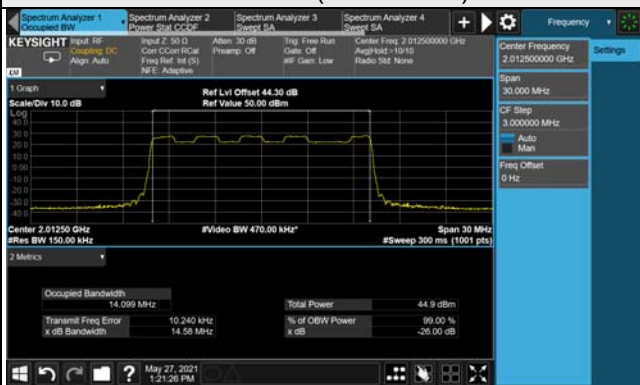 Spectrum Analyzer 1
Occupied BW
Spectrum Analyzer 2
Power Stat CCDF
Spectrum Analyzer 3
Swept SA
Spectrum Analyzer 4
Swept SA
+
Frequency
KEYSIGHT
Input: RF
Coupling: DC
Align: Auto
Input Z: 50 Ω
Corr CCorr RCal
Freq Ref: Int (S)
NFE: Adaptive
Atten: 30 dB
Preamp: Off
Trig: Free Run
Gate: Off
#IF Gain: Low
Center Freq: 2.012500000 GHz
Avg|Hold:>10/10
Radio Std: None
LXI
Center Frequency
2.012500000 GHz
Settings
Span
30.000 MHz
CF Step
3.000000 MHz
Auto
Man
Freq Offset
0 Hz
1 Graph
Scale/Div 10.0 dB
Ref Lvl Offset 44.30 dB
Ref Value 50.00 dBm
Log
40.0
30.0
20.0
10.0
0.00
-10.0
-20.0
-30.0
-40.0
Center 2.01250 GHz
#Res BW 150.00 kHz
#Video BW 470.00 kHz*
Span 30 MHz
#Sweep 300 ms (1001 pts)
2 Metrics
Occupied Bandwidth
14.099 MHz
Total Power 44.9 dBm
Transmit Freq Error 10.240 kHz
% of OBW Power 99.00 %
x dB Bandwidth 14.58 MHz
x dB -26.00 dB
?
May 27, 2021
1:21:26 PM